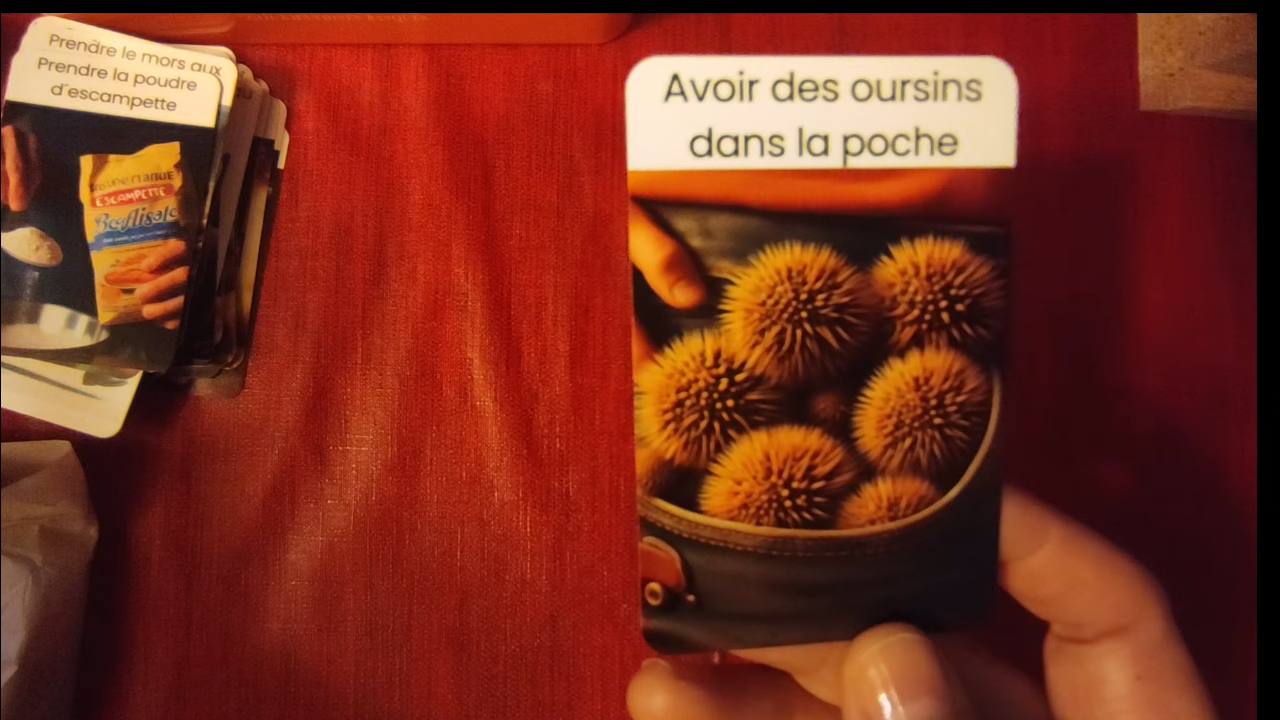 Prendre le mors aux
Prendre la poudre
d'escampette
ESCAMPETTE
Avoir des oursins
dans la poche